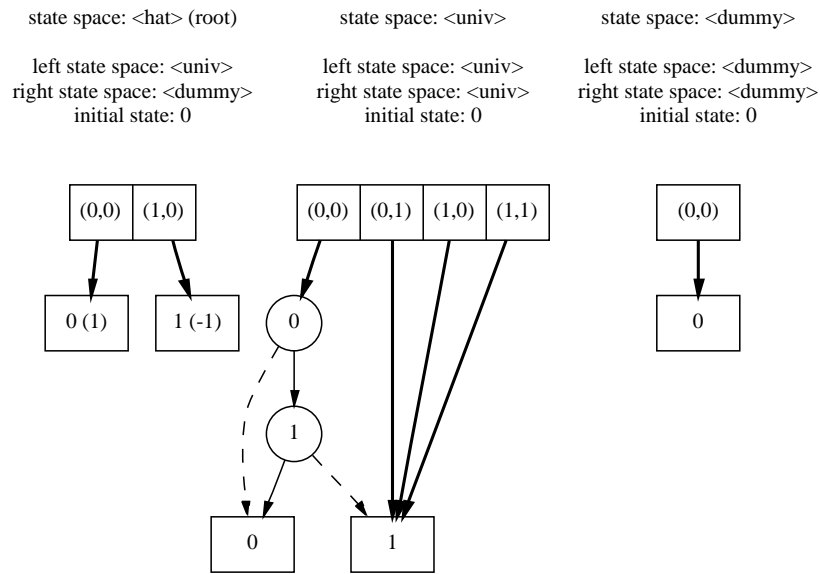 state space: <hat> (root)
left state space: <univ>
right state space: <dummy>
initial state: 0
state space: <univ>
left state space: <univ>
right state space: <univ>
initial state: 0
state space: <dummy>
left state space: <dummy>
right state space: <dummy>
initial state: 0
(0,0) (1,0)
(0,0) (0,1) (1,0) (1,1)
(0,0)
0 (1)
1 (-1)
0
0
1
0
1